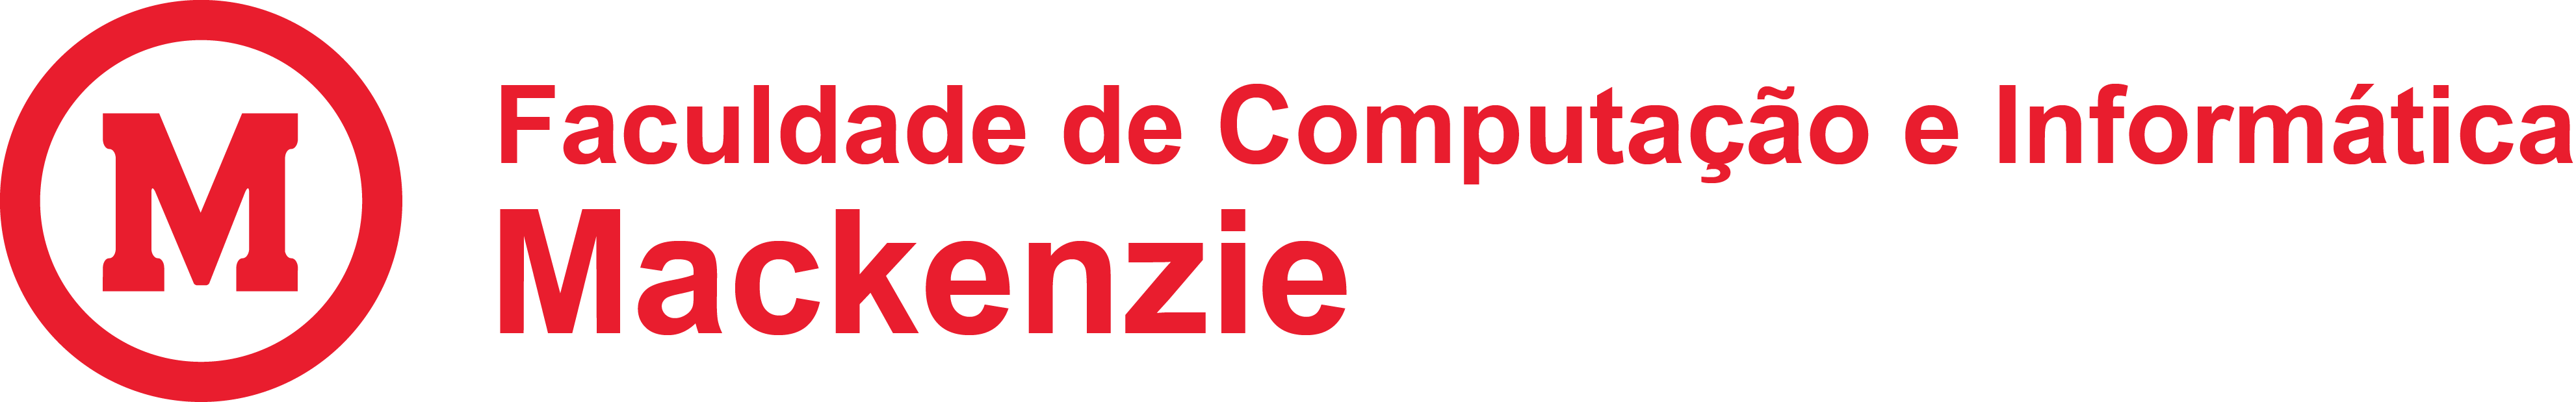 M
Faculdade de Computação e Informática
Mackenzie